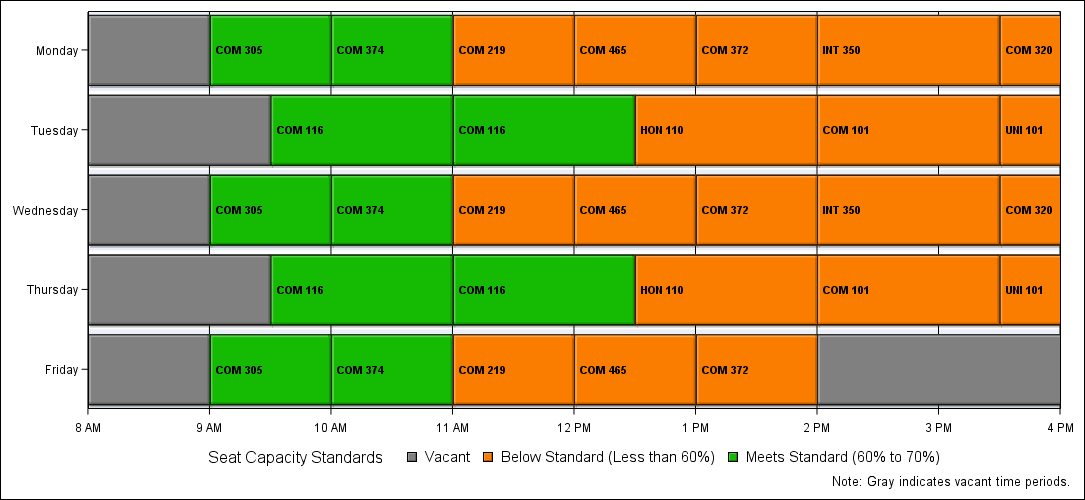 Monday COM 305 COM 374 COM 219 COM 465 COM 372 INT 350 COM 320
Tuesday COM 116 COM 116 HON 110 COM 101 UNI 101
Wednesday COM 305 COM 374 COM 219 COM 465 COM 372 INT 350 COM 320
Thursday COM 116 COM 116 HON 110 COM 101 UNI 101
Friday COM 305 COM 374 COM 219 COM 465 COM 372
8 AM 9 AM 10 AM 11 AM 12 PM 1 PM 2 PM 3 PM 4 PM
Seat Capacity Standards Vacant Below Standard (Less than 60%) Meets Standard (60% to 70%)
Note: Gray indicates vacant time periods.